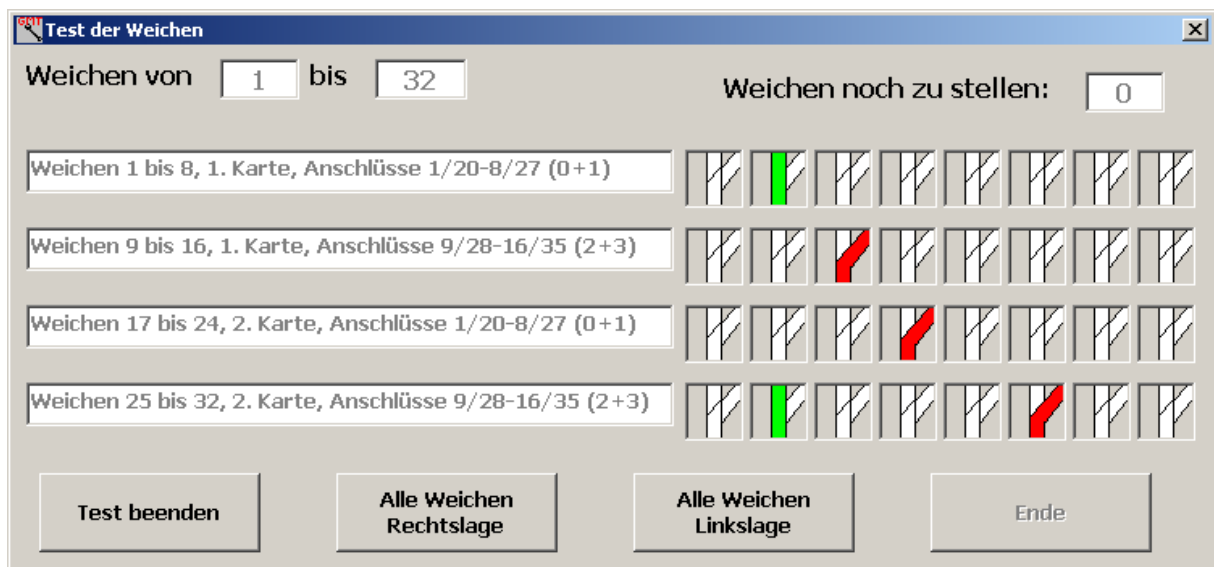 GMIT Test der Weichen
Weichen von 1 bis 32 Weichen noch zu stellen: 0
Weichen 1 bis 8, 1. Karte, Anschlüsse 1/20-8/27 (0+1)
Weichen 9 bis 16, 1. Karte, Anschlüsse 9/28-16/35 (2+3)
Weichen 17 bis 24, 2. Karte, Anschlüsse 1/20-8/27 (0+1)
Weichen 25 bis 32, 2. Karte, Anschlüsse 9/28-16/35 (2+3)
Test beenden
Alle Weichen
Rechtslage
Alle Weichen
Linkslage
Ende